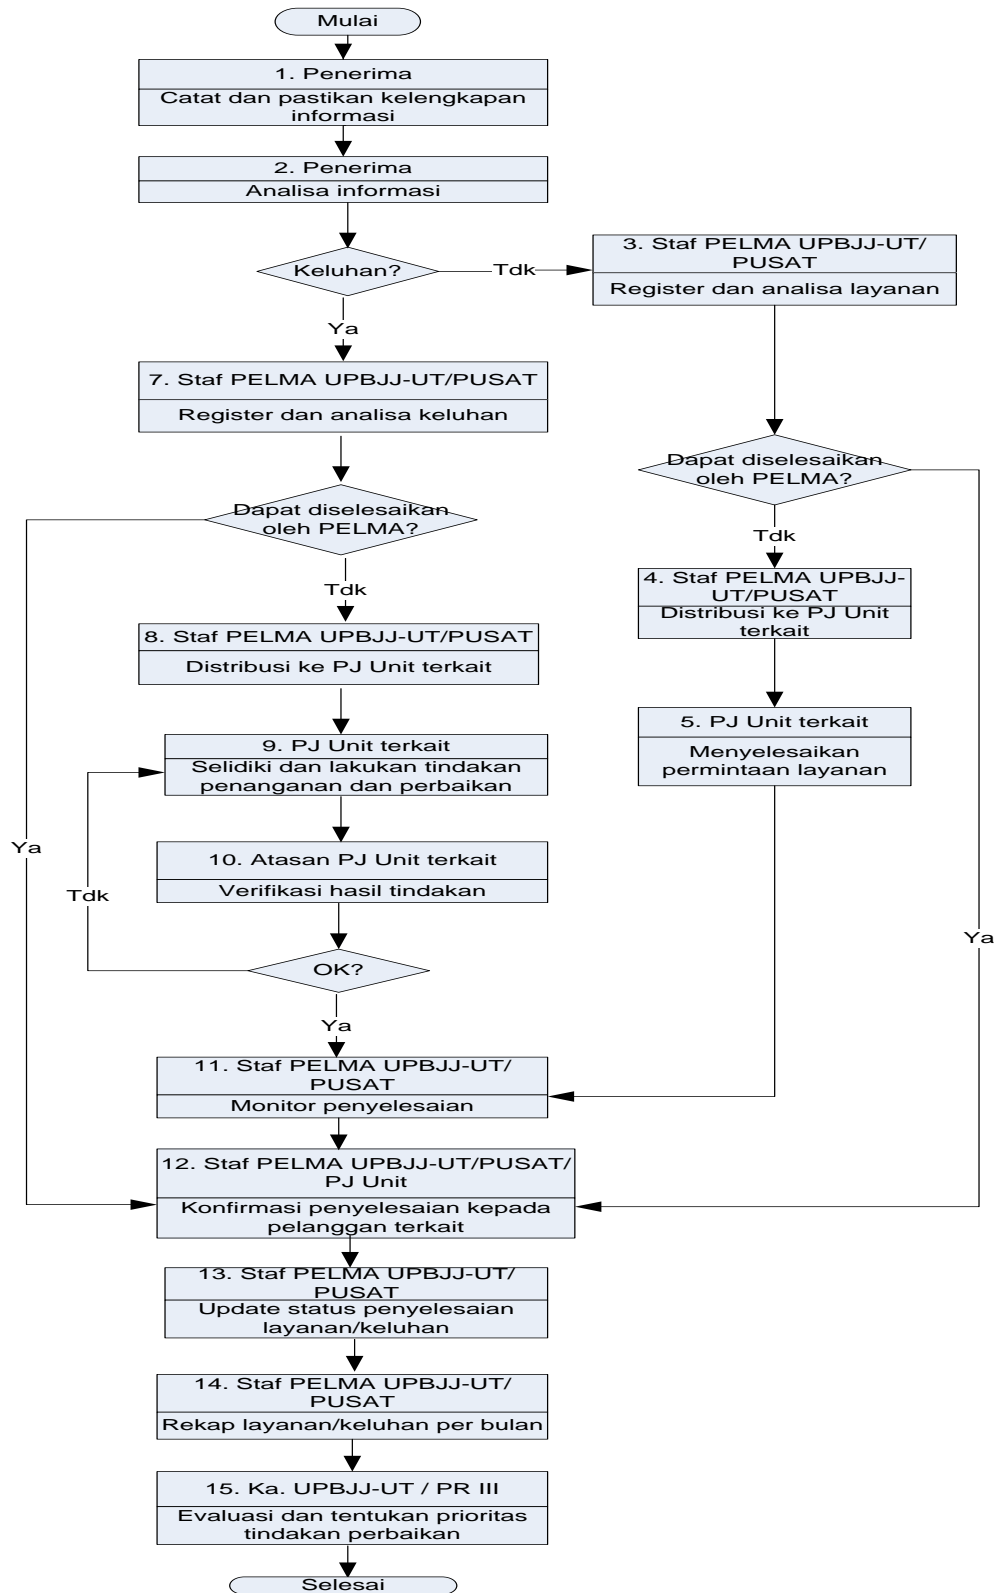 Mulai
1. Penerima
Catat dan pastikan kelengkapan
informasi
2. Penerima
Analisa informasi
Keluhan?
Tdk
3. Staf PELMA UPBJJ-UT/
PUSAT
Register dan analisa layanan
Ya
7. Staf PELMA UPBJJ-UT/PUSAT
Register dan analisa keluhan
Dapat diselesaikan
oleh PELMA?
Dapat diselesaikan
oleh PELMA?
Tdk
4. Staf PELMA UPBJJ-
UT/PUSAT
Distribusi ke PJ Unit
terkait
Tdk
8. Staf PELMA UPBJJ-UT/PUSAT
Distribusi ke PJ Unit terkait
5. PJ Unit terkait
Menyelesaikan
permintaan layanan
9. PJ Unit terkait
Selidiki dan lakukan tindakan
penanganan dan perbaikan
Ya
10. Atasan PJ Unit terkait
Verifikasi hasil tindakan
Tdk
Ya
OK?
Ya
11. Staf PELMA UPBJJ-UT/
PUSAT
Monitor penyelesaian
12. Staf PELMA UPBJJ-UT/PUSAT/
PJ Unit
Konfirmasi penyelesaian kepada
pelanggan terkait
13. Staf PELMA UPBJJ-UT/
PUSAT
Update status penyelesaian
layanan/keluhan
14. Staf PELMA UPBJJ-UT/
PUSAT
Rekap layanan/keluhan per bulan
15. Ka. UPBJJ-UT / PR III
Evaluasi dan tentukan prioritas
tindakan perbaikan
Selesai